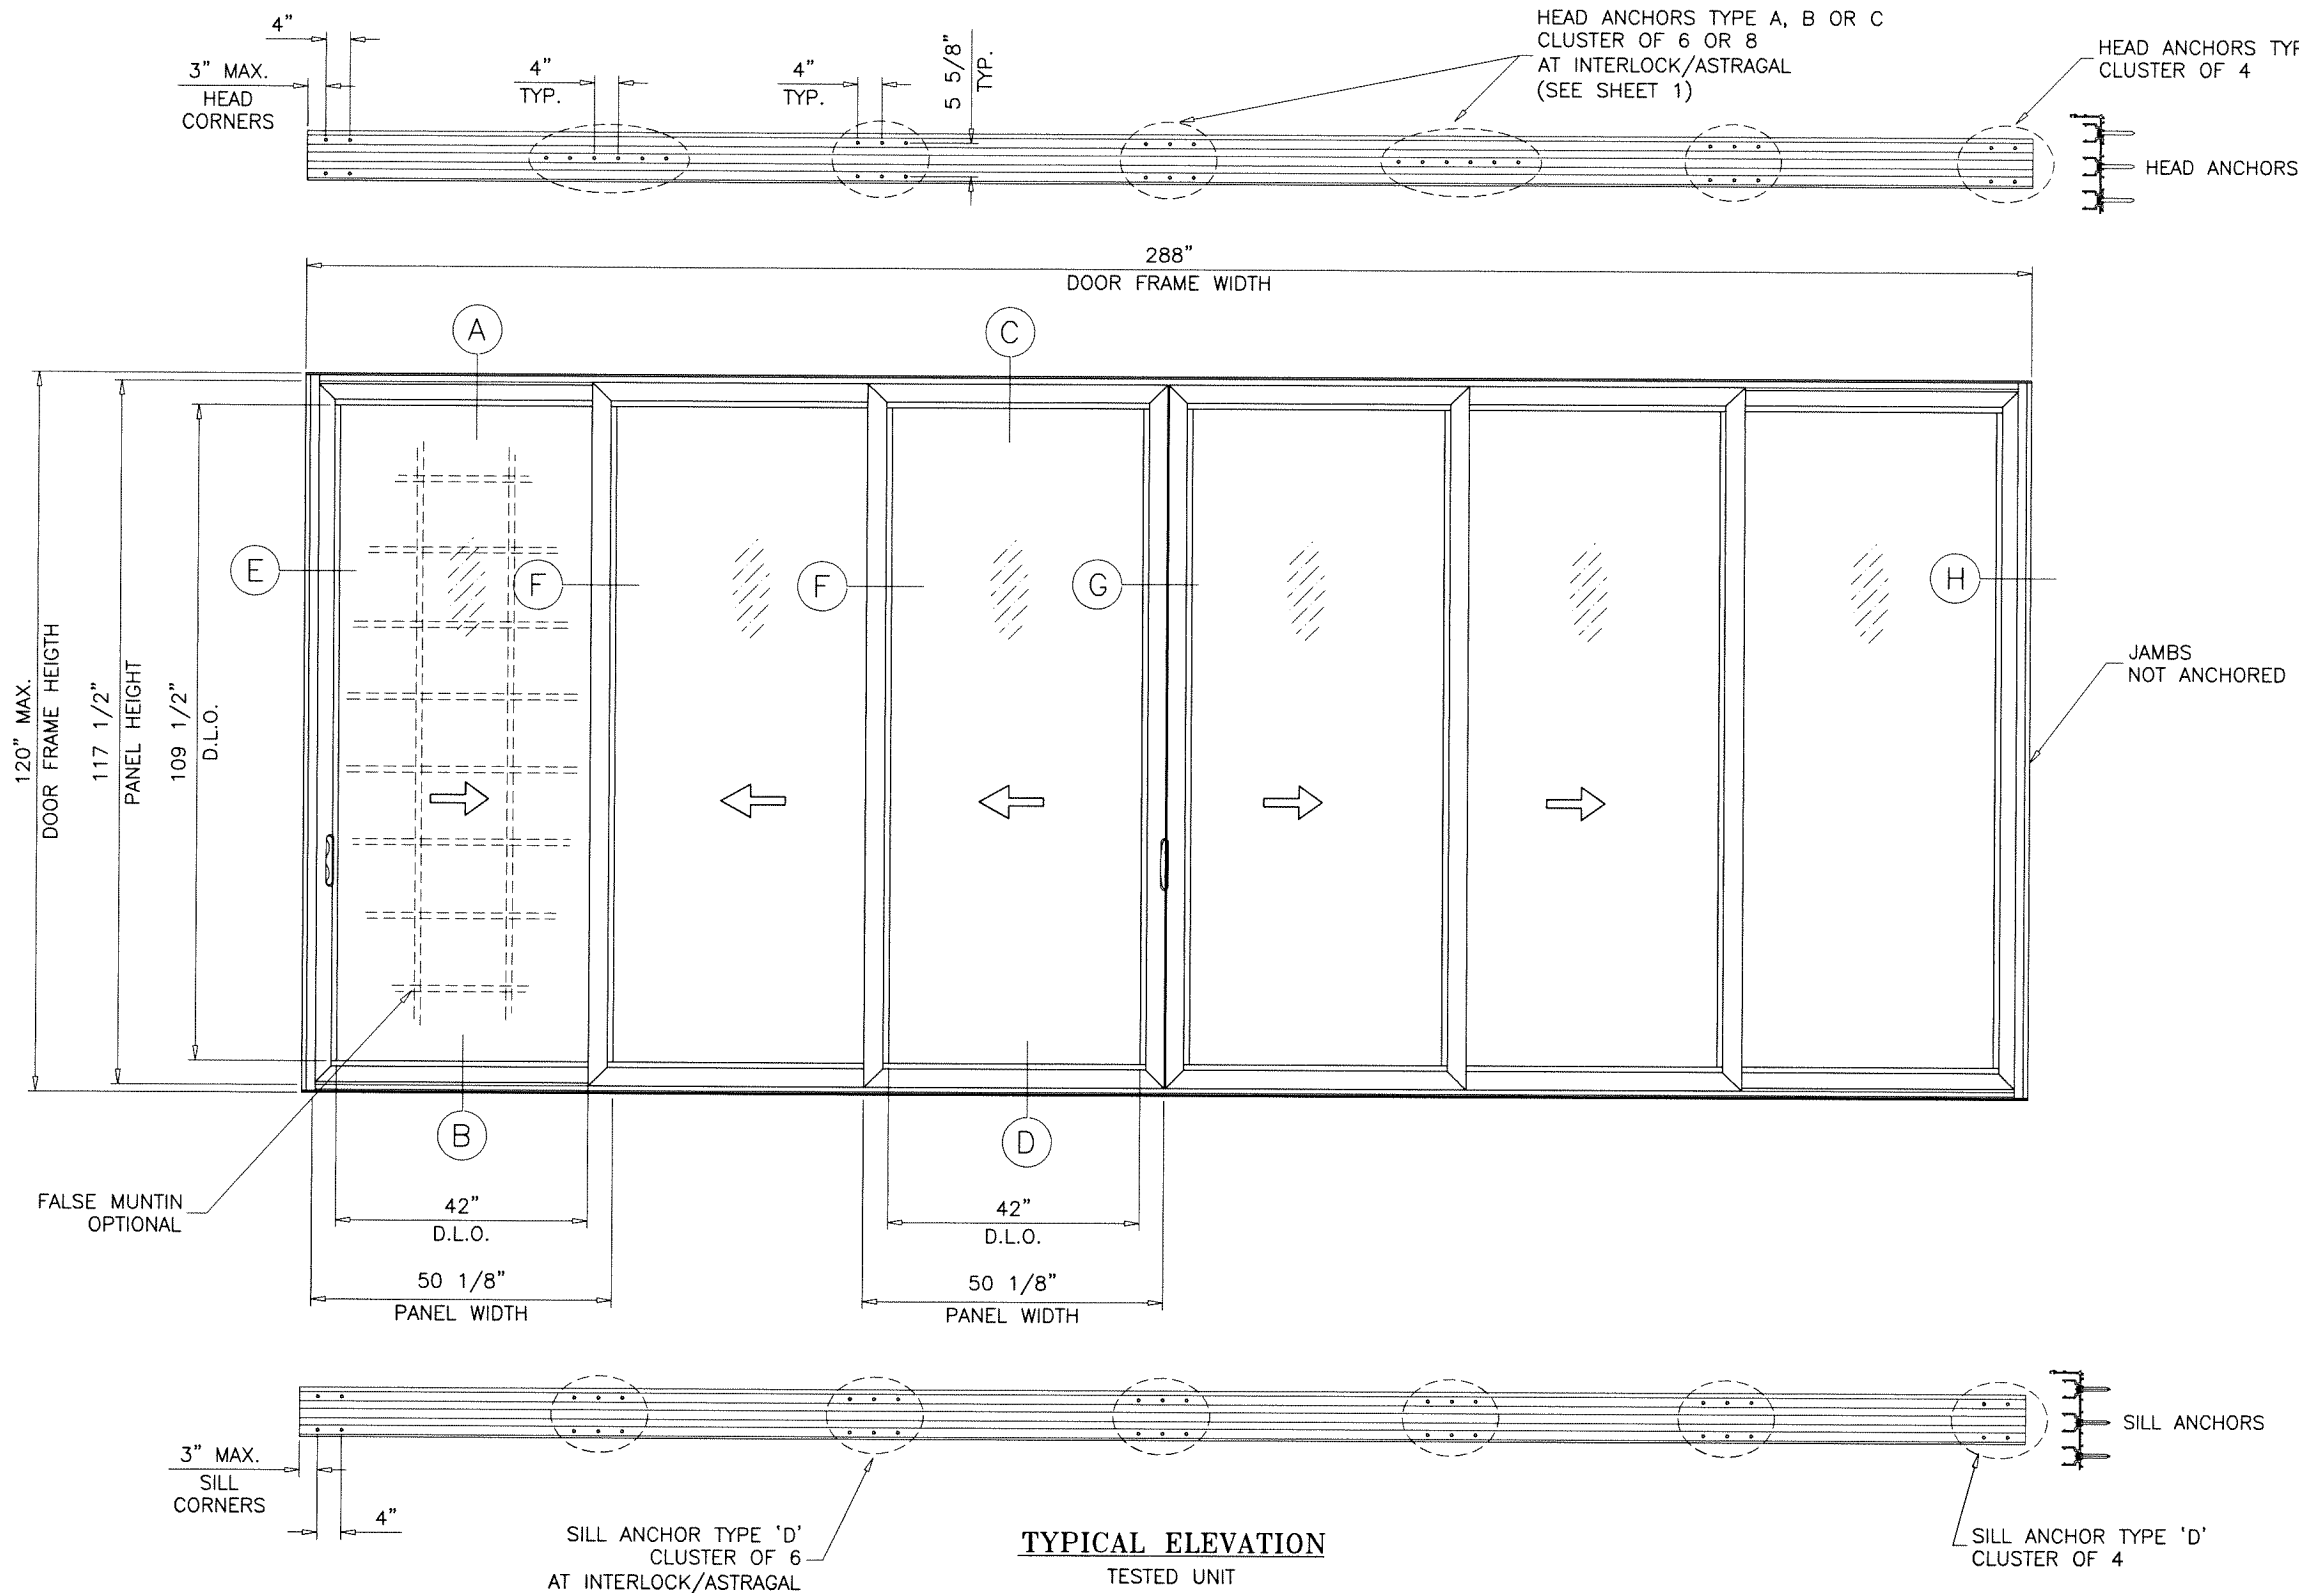 HEAD ANCHORS TYPE A, B OR C
CLUSTER OF 6 OR 8
AT INTERLOCK/ASTRAGAL
(SEE SHEET 1)
HEAD ANCHORS
CLUSTER OF 4
4"
3" MAX.
HEAD
CORNERS
4"
TYP.
4"
TYP.
5 5/8"
TYP.
HEAD ANCHORS
288"
DOOR FRAME WIDTH
A
C
E
F
F
G
H
120" MAX.
DOOR FRAME HEIGTH
117 1/2"
PANEL HEIGHT
109 1/2"
D.L.O.
JAMBS
NOT ANCHORED
B
D
FALSE MUNTIN
OPTIONAL
42"
D.L.O.
42"
D.L.O.
50 1/8"
PANEL WIDTH
50 1/8"
PANEL WIDTH
SILL ANCHORS
3" MAX.
SILL
CORNERS
4"
SILL ANCHOR TYPE 'D'
CLUSTER OF 6
AT INTERLOCK/ASTRAGAL
TYPICAL ELEVATION
TESTED UNIT
SILL ANCHOR TYPE 'D'
CLUSTER OF 4